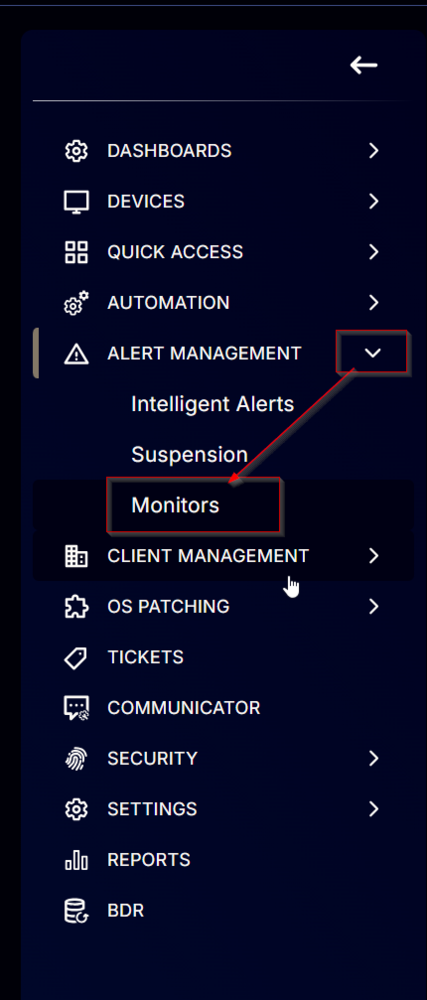 DASHBOARDS
DEVICES
QUICK ACCESS
AUTOMATION
ALERT MANAGEMENT
Intelligent Alerts
Suspension
Monitors
CLIENT MANAGEMENT
OS PATCHING
TICKETS
COMMUNICATOR
SECURITY
SETTINGS
REPORTS
BDR